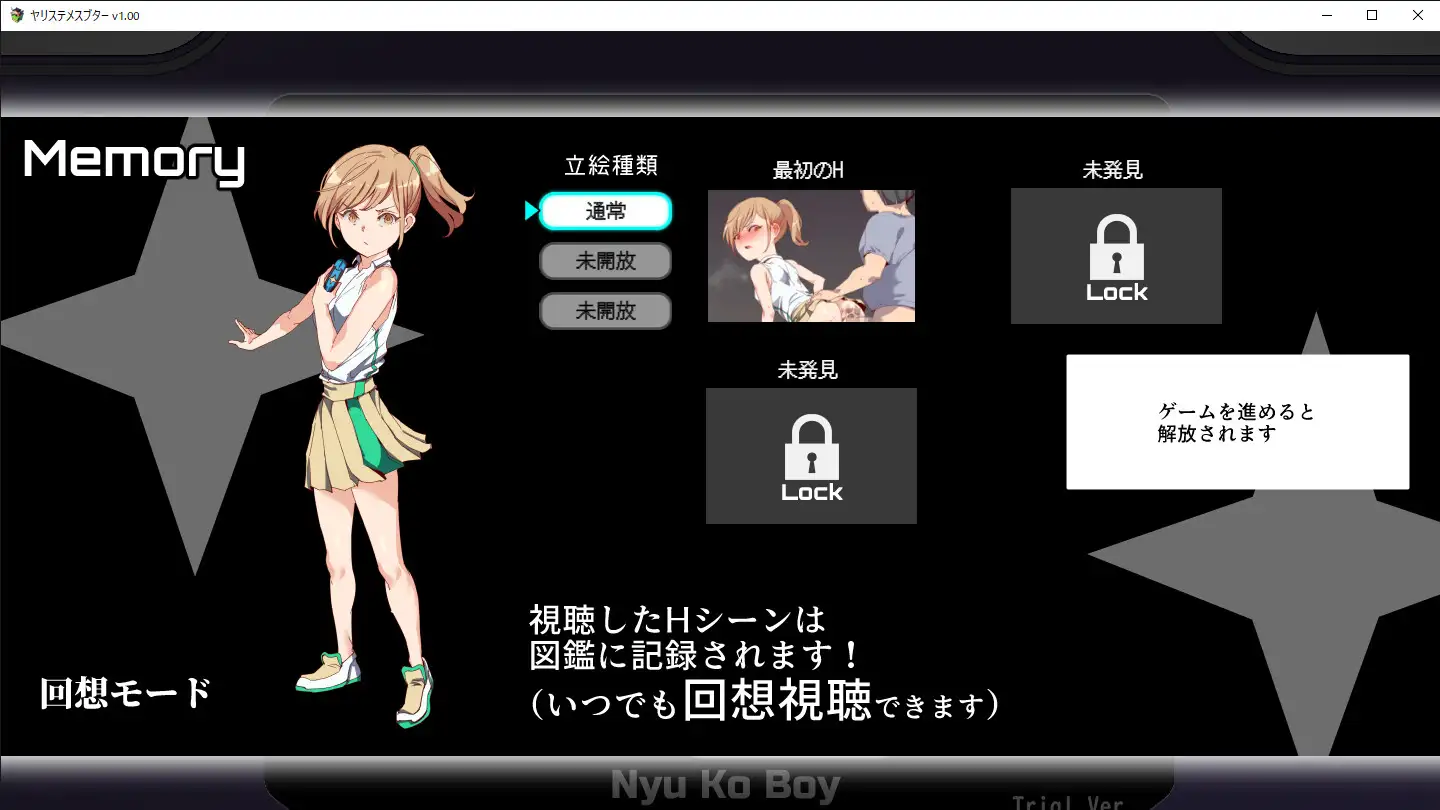 ヤリステメスブター v1.00
Memory
立絵種類
通常
未開放
未開放
最初のH
未発見
Lock
未発見
Lock
ゲームを進めると
解放されます
視聴したHシーンは
図鑑に記録されます！
(いつでも回想視聴できます)
回想モード
Nyu Ko Boy
Trial Ver